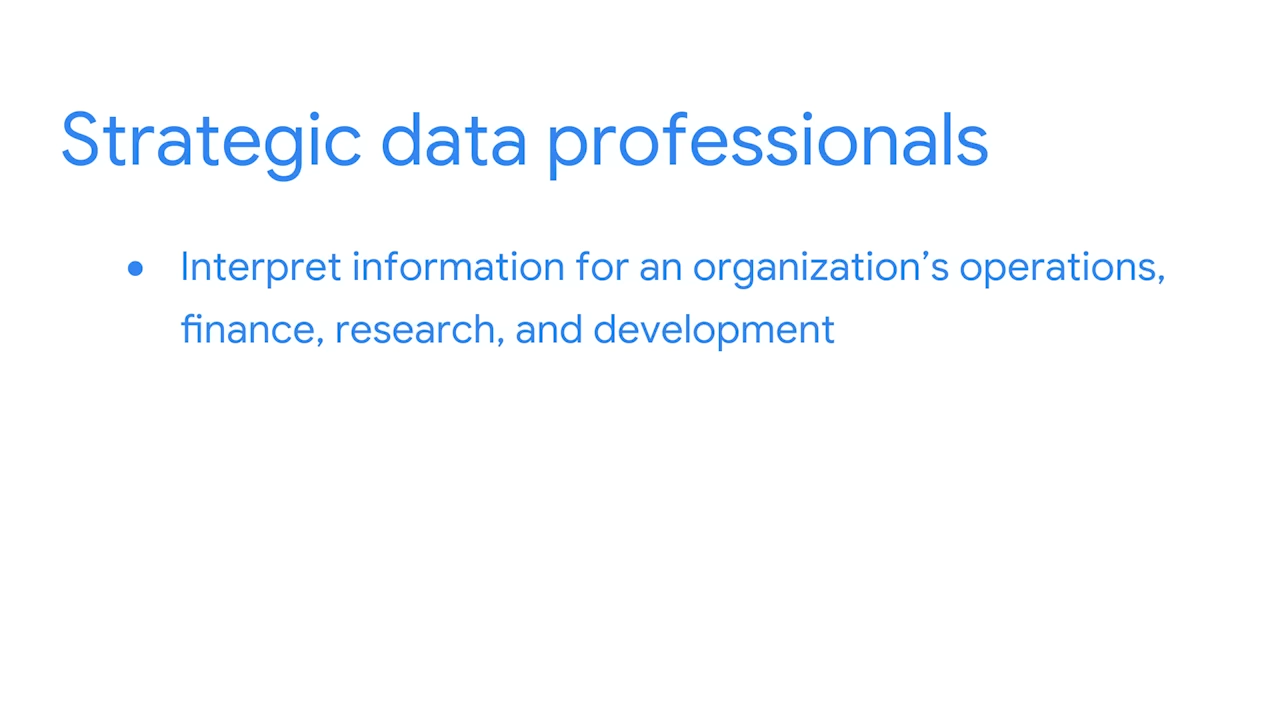 Strategic data professionals
● Interpret information for an organization’s operations,
finance, research, and development